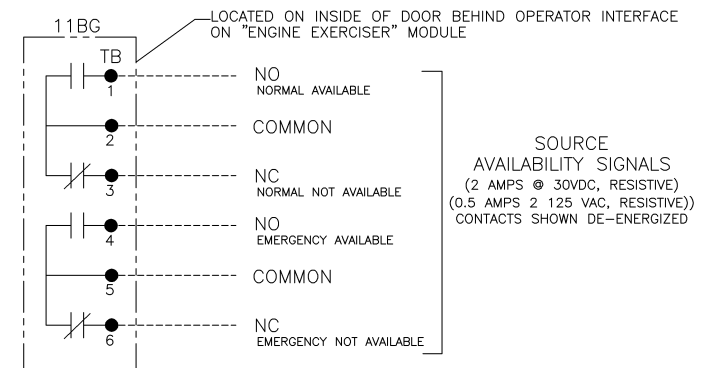 LOCATED ON INSIDE OF DOOR BEHIND OPERATOR INTERFACE
ON "ENGINE EXERCISER" MODULE
11BG
TB
1
NO
NORMAL AVAILABLE
2
COMMON
3
NC
NORMAL NOT AVAILABLE
4
NO
EMERGENCY AVAILABLE
5
COMMON
6
NC
EMERGENCY NOT AVAILABLE
SOURCE
AVAILABILITY SIGNALS
(2 AMPS @ 30VDC, RESISTIVE)
(0.5 AMPS 2 125 VAC, RESISTIVE))
CONTACTS SHOWN DE-ENERGIZED